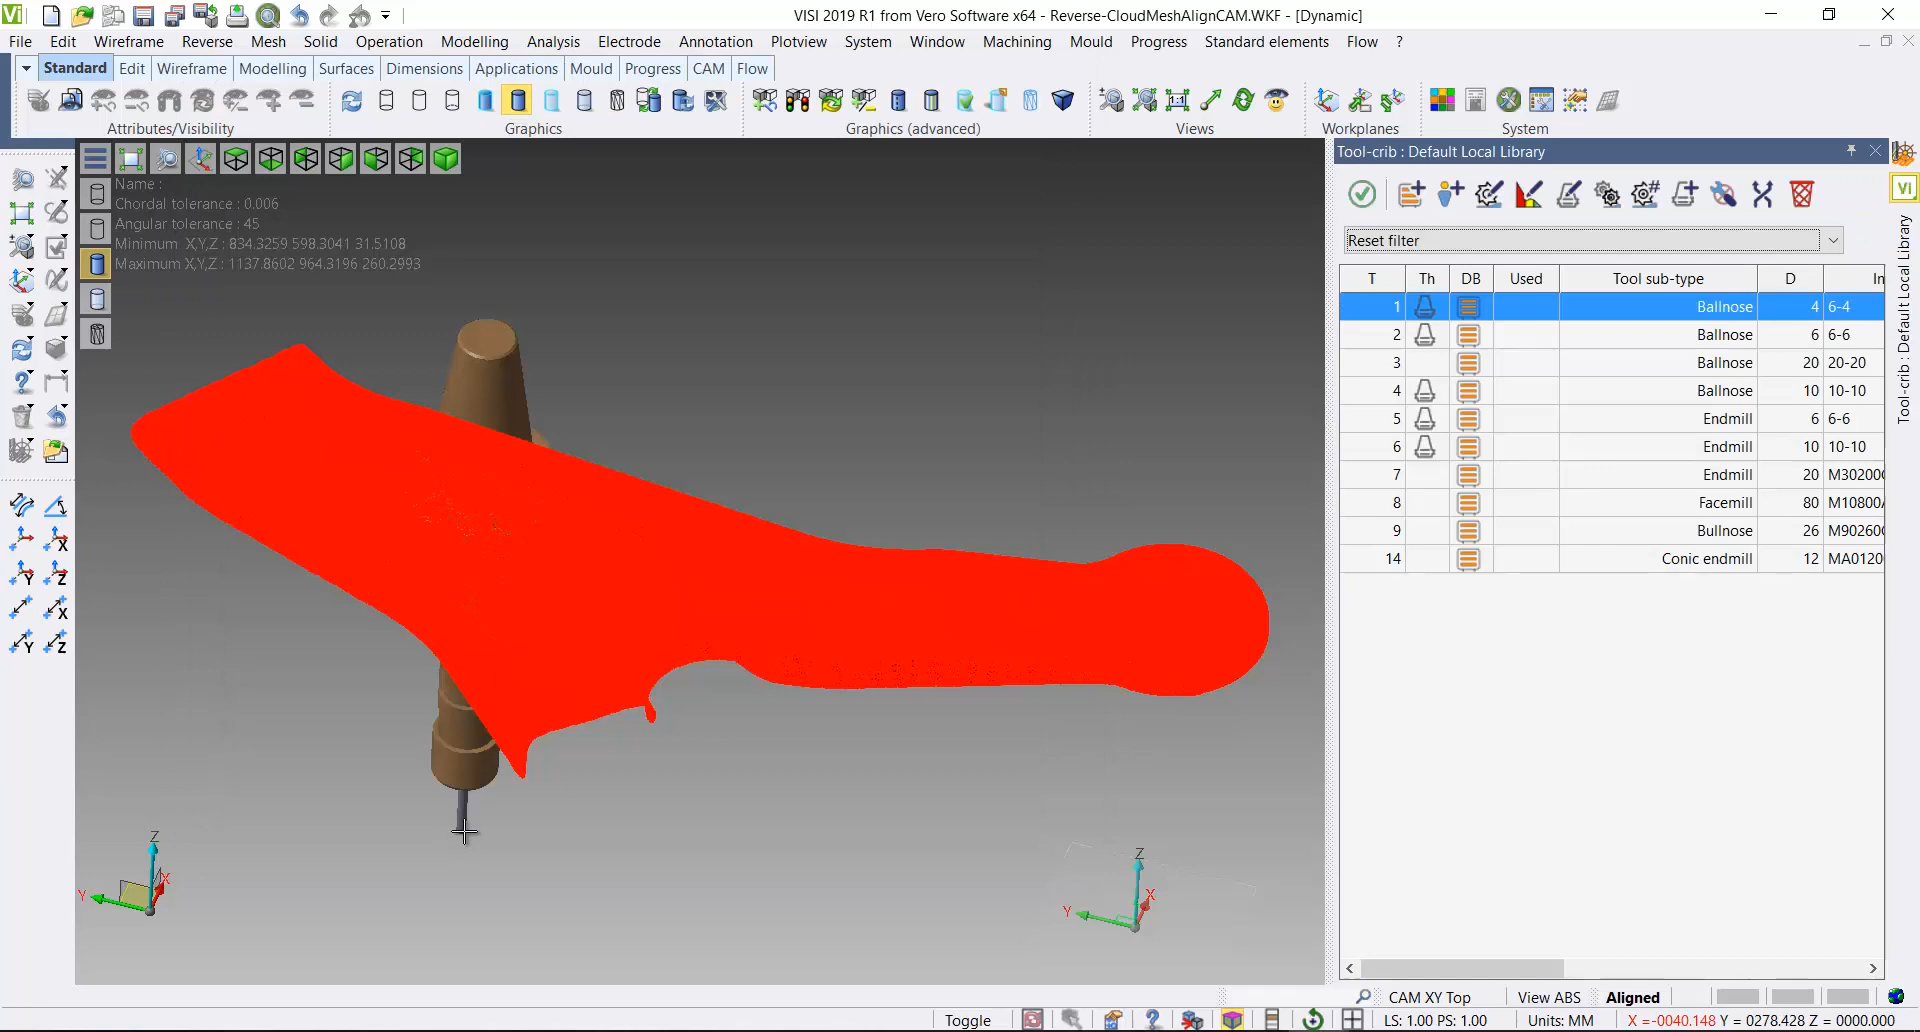 VISI 2019 R1 from Vero Software x64 - Reverse-CloudMeshAlignCAM.WKF - [Dynamic]
File Edit Wireframe Reverse Mesh Solid Operation Modelling Analysis Electrode Annotation Plotview System Window Machining Mould Progress Standard elements Flow ?
Standard Edit Wireframe Modelling Surfaces Dimensions Applications Mould Progress CAM Flow
Attributes/Visibility Graphics Graphics (advanced) Views Workplanes System
Tool-crib : Default Local Library
Name :
Chordal tolerance : 0.006
Angular tolerance : 45
Minimum X,Y,Z : 834.3259 598.3041 31.5108
Maximum X,Y,Z : 1137.8602 964.3196 260.2993
Reset filter
T Th DB Used Tool sub-type D In
1 Ballnose 4 6-4
2 Ballnose 6 6-6
3 Ballnose 20 20-20
4 Ballnose 10 10-10
5 Endmill 6 6-6
6 Endmill 10 10-10
7 Endmill 20 M30200
8 Facemill 80 M10800
9 Bullnose 26 M90260
14 Conic endmill 12 MA0120
Tool-crib : Default Local Library
X
Y
Z
X
Y
Z
Z
X
Y
Z
X
Y
CAM XY Top View ABS Aligned
Toggle LS: 1.00 PS: 1.00 Units: MM X =-0040.148 Y = 0278.428 Z = 0000.000